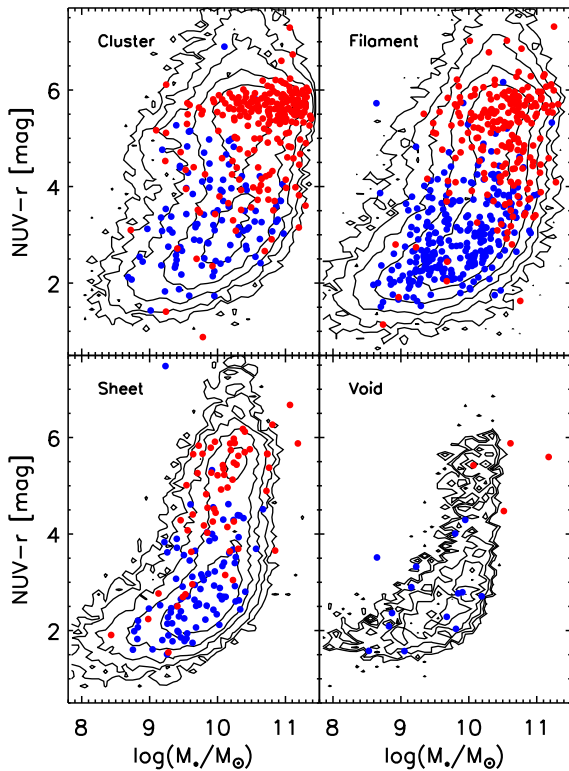 Cluster
Filament
NUV-r [mag]
6
4
2
Sheet
Void
NUV-r [mag]
6
4
2
8 9 10 11 8 9 10 11
log(M*/M⊙) log(M*/M⊙)